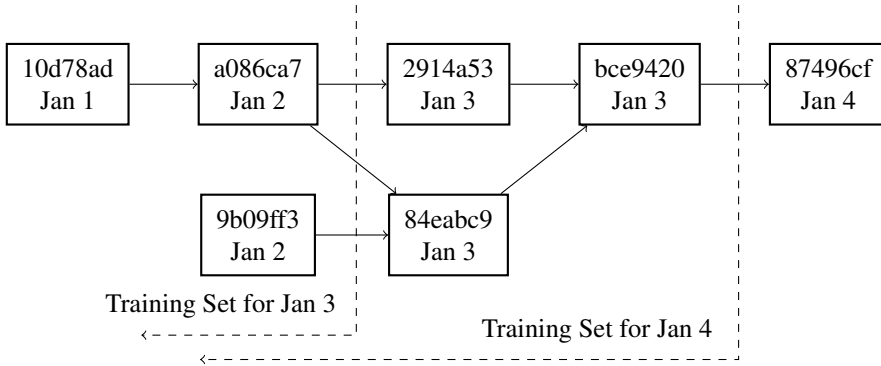 10d78ad
Jan 1
a086ca7
Jan 2
2914a53
Jan 3
bce9420
Jan 3
87496cf
Jan 4
9b09ff3
Jan 2
84eabc9
Jan 3
Training Set for Jan 3
Training Set for Jan 4